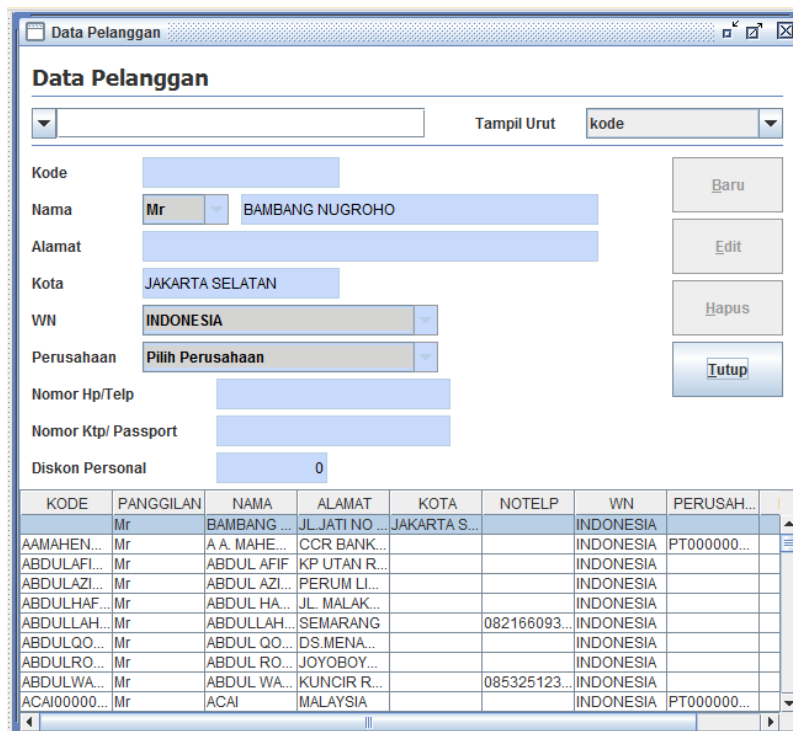 Data Pelanggan
Data Pelanggan
Tampil Urut kode
Kode
Baru
Nama Mr BAMBANG NUGROHO
Alamat
Edit
Kota JAKARTA SELATAN
WN INDONESIA
Hapus
Perusahaan Pilih Perusahaan
Tutup
Nomor Hp/Telp
Nomor Ktp/ Passport
Diskon Personal 0
KODE PANGGILAN NAMA ALAMAT KOTA NOTELP WN PERUSAH...
Mr BAMBANG ... JL.JATI NO ... JAKARTA S... INDONESIA
AAMAHEN... Mr A A. MAHE... CCR BANK... INDONESIA PT000000...
ABDULAFI... Mr ABDUL AFIF KP UTAN R... INDONESIA
ABDULAZI... Mr ABDUL AZI... PERUM LI... INDONESIA
ABDULHAF... Mr ABDUL HA... JL. MALAK... INDONESIA
ABDULLAH... Mr ABDULLAH... SEMARANG 082166093... INDONESIA
ABDULQO... Mr ABDUL QO... DS.MENA... INDONESIA
ABDULRO... Mr ABDUL RO... JOYOBOY... INDONESIA
ABDULWA... Mr ABDUL WA... KUNCIR R... 085325123... INDONESIA
ACAI00000... Mr ACAI MALAYSIA INDONESIA PT000000...